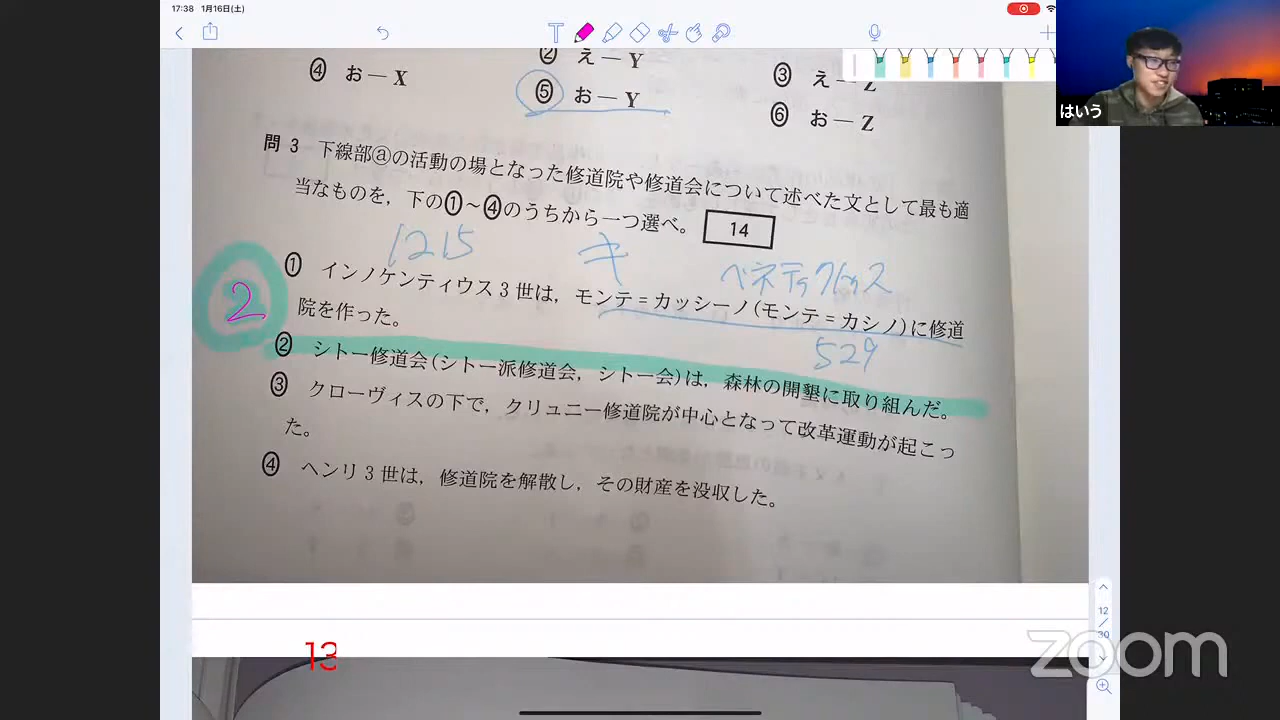 17:38 1月16日(土)
はいう
② え－Y
④ お－X
③ え－Z
⑤ お－Y
⑥ お－Z
問 3 下線部ⓐの活動の場となった修道院や修道会について述べた文として最も適
当なものを，下の①～④のうちから一つ選べ。 14
1215 キ ベネディクトゥス
① インノケンティウス 3 世は，モンテ＝カッシーノ(モンテ＝カシノ)に修道
院を作った。
529
2
② シトー修道会(シトー派修道会，シトー会)は，森林の開墾に取り組んだ。
③ クローヴィスの下で，クリュニー修道院が中心となって改革運動が起こっ
た。
④ ヘンリ 3 世は，修道院を解散し，その財産を没収した。
12
/
30
13
zoom